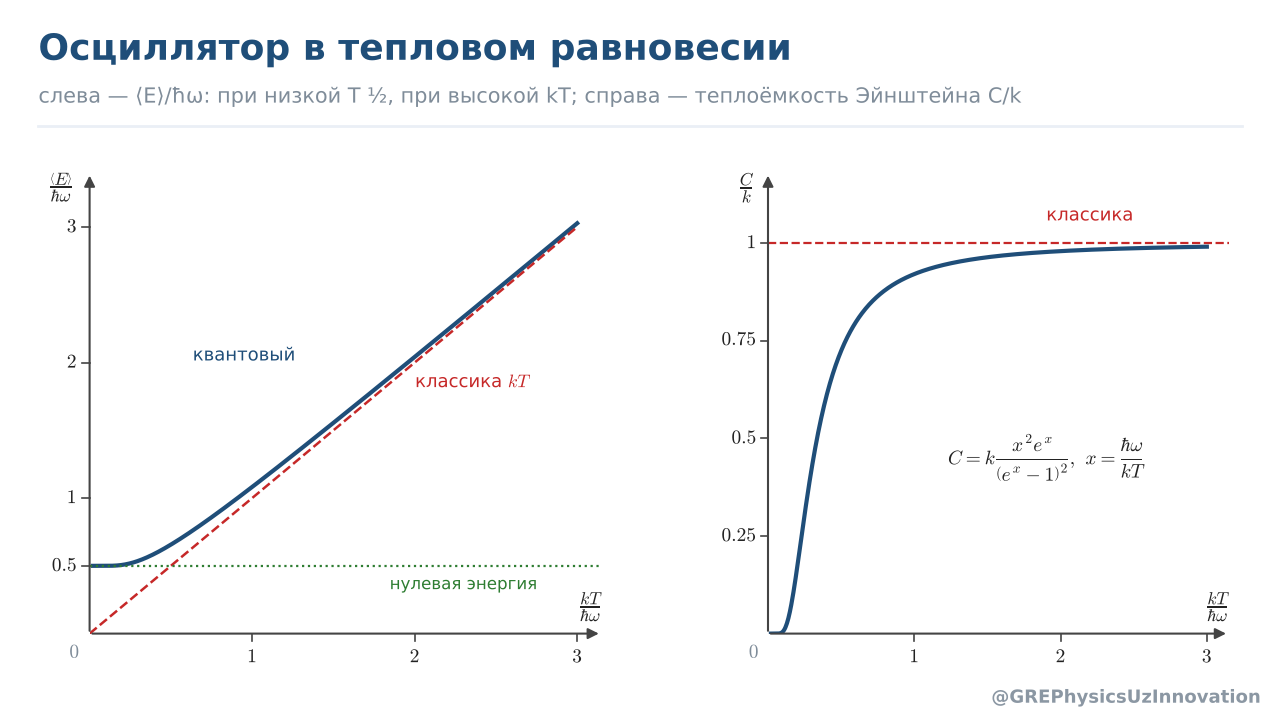 Осциллятор в тепловом равновесии
слева — ⟨E⟩/ħω: при низкой T ½, при высокой kT; справа — теплоёмкость Эйнштейна C/k
⟨E⟩/ħω
3
2
1
0.5
0
1
2
3
kT/ħω
квантовый
классика kT
нулевая энергия
C/k
1
0.75
0.5
0.25
0
1
2
3
kT/ħω
классика
C = k x² eˣ / (eˣ − 1)², x = ħω/kT
@GREPhysicsUzInnovation